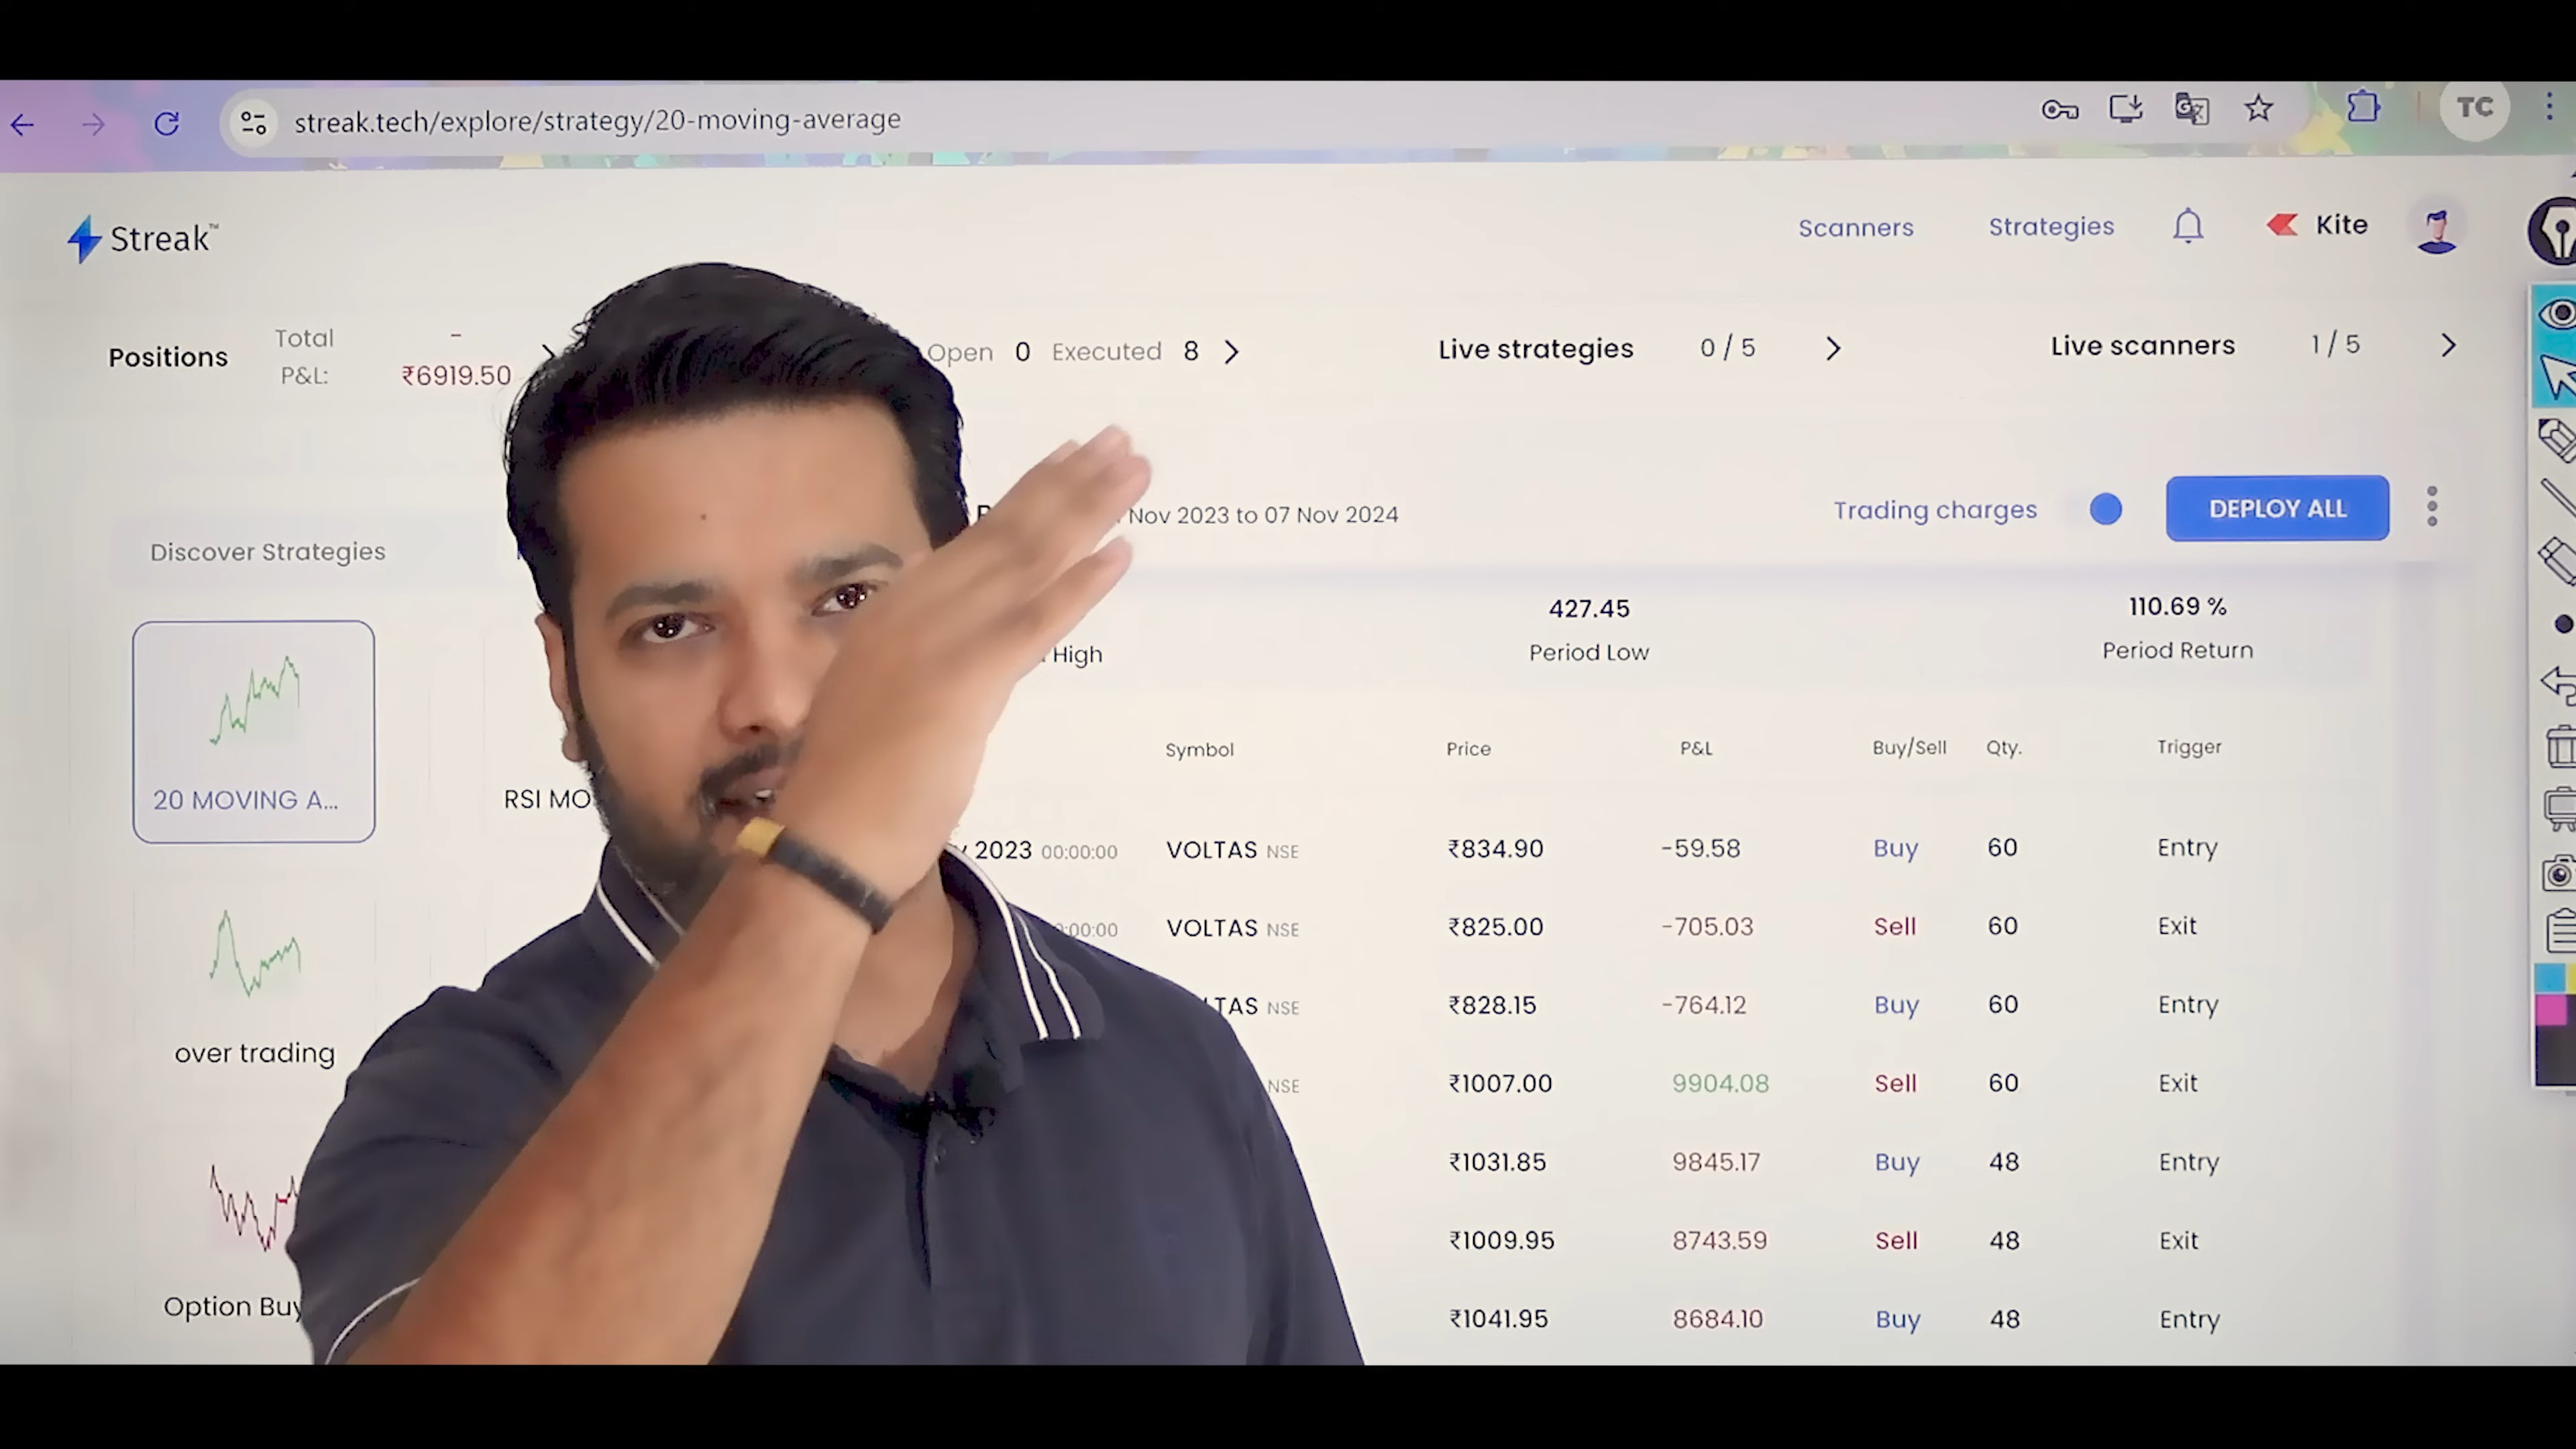 streak.tech/explore/strategy/20-moving-average
TC
Streak™
Scanners
Strategies
Kite
Positions
Total P&L:
-
₹6919.50
Open 0 Executed 8
Live strategies 0 / 5
Live scanners 1 / 5
Discover Strategies
Nov 2023 to 07 Nov 2024
Trading charges
DEPLOY ALL
High
427.45
Period Low
110.69 %
Period Return
20 MOVING A...
RSI MO
over trading
Option Buy
Symbol Price P&L Buy/Sell Qty. Trigger
2023 00:00:00 VOLTAS NSE ₹834.90 -59.58 Buy 60 Entry
:00:00 VOLTAS NSE ₹825.00 -705.03 Sell 60 Exit
TAS NSE ₹828.15 -764.12 Buy 60 Entry
NSE ₹1007.00 9904.08 Sell 60 Exit
₹1031.85 9845.17 Buy 48 Entry
₹1009.95 8743.59 Sell 48 Exit
₹1041.95 8684.10 Buy 48 Entry